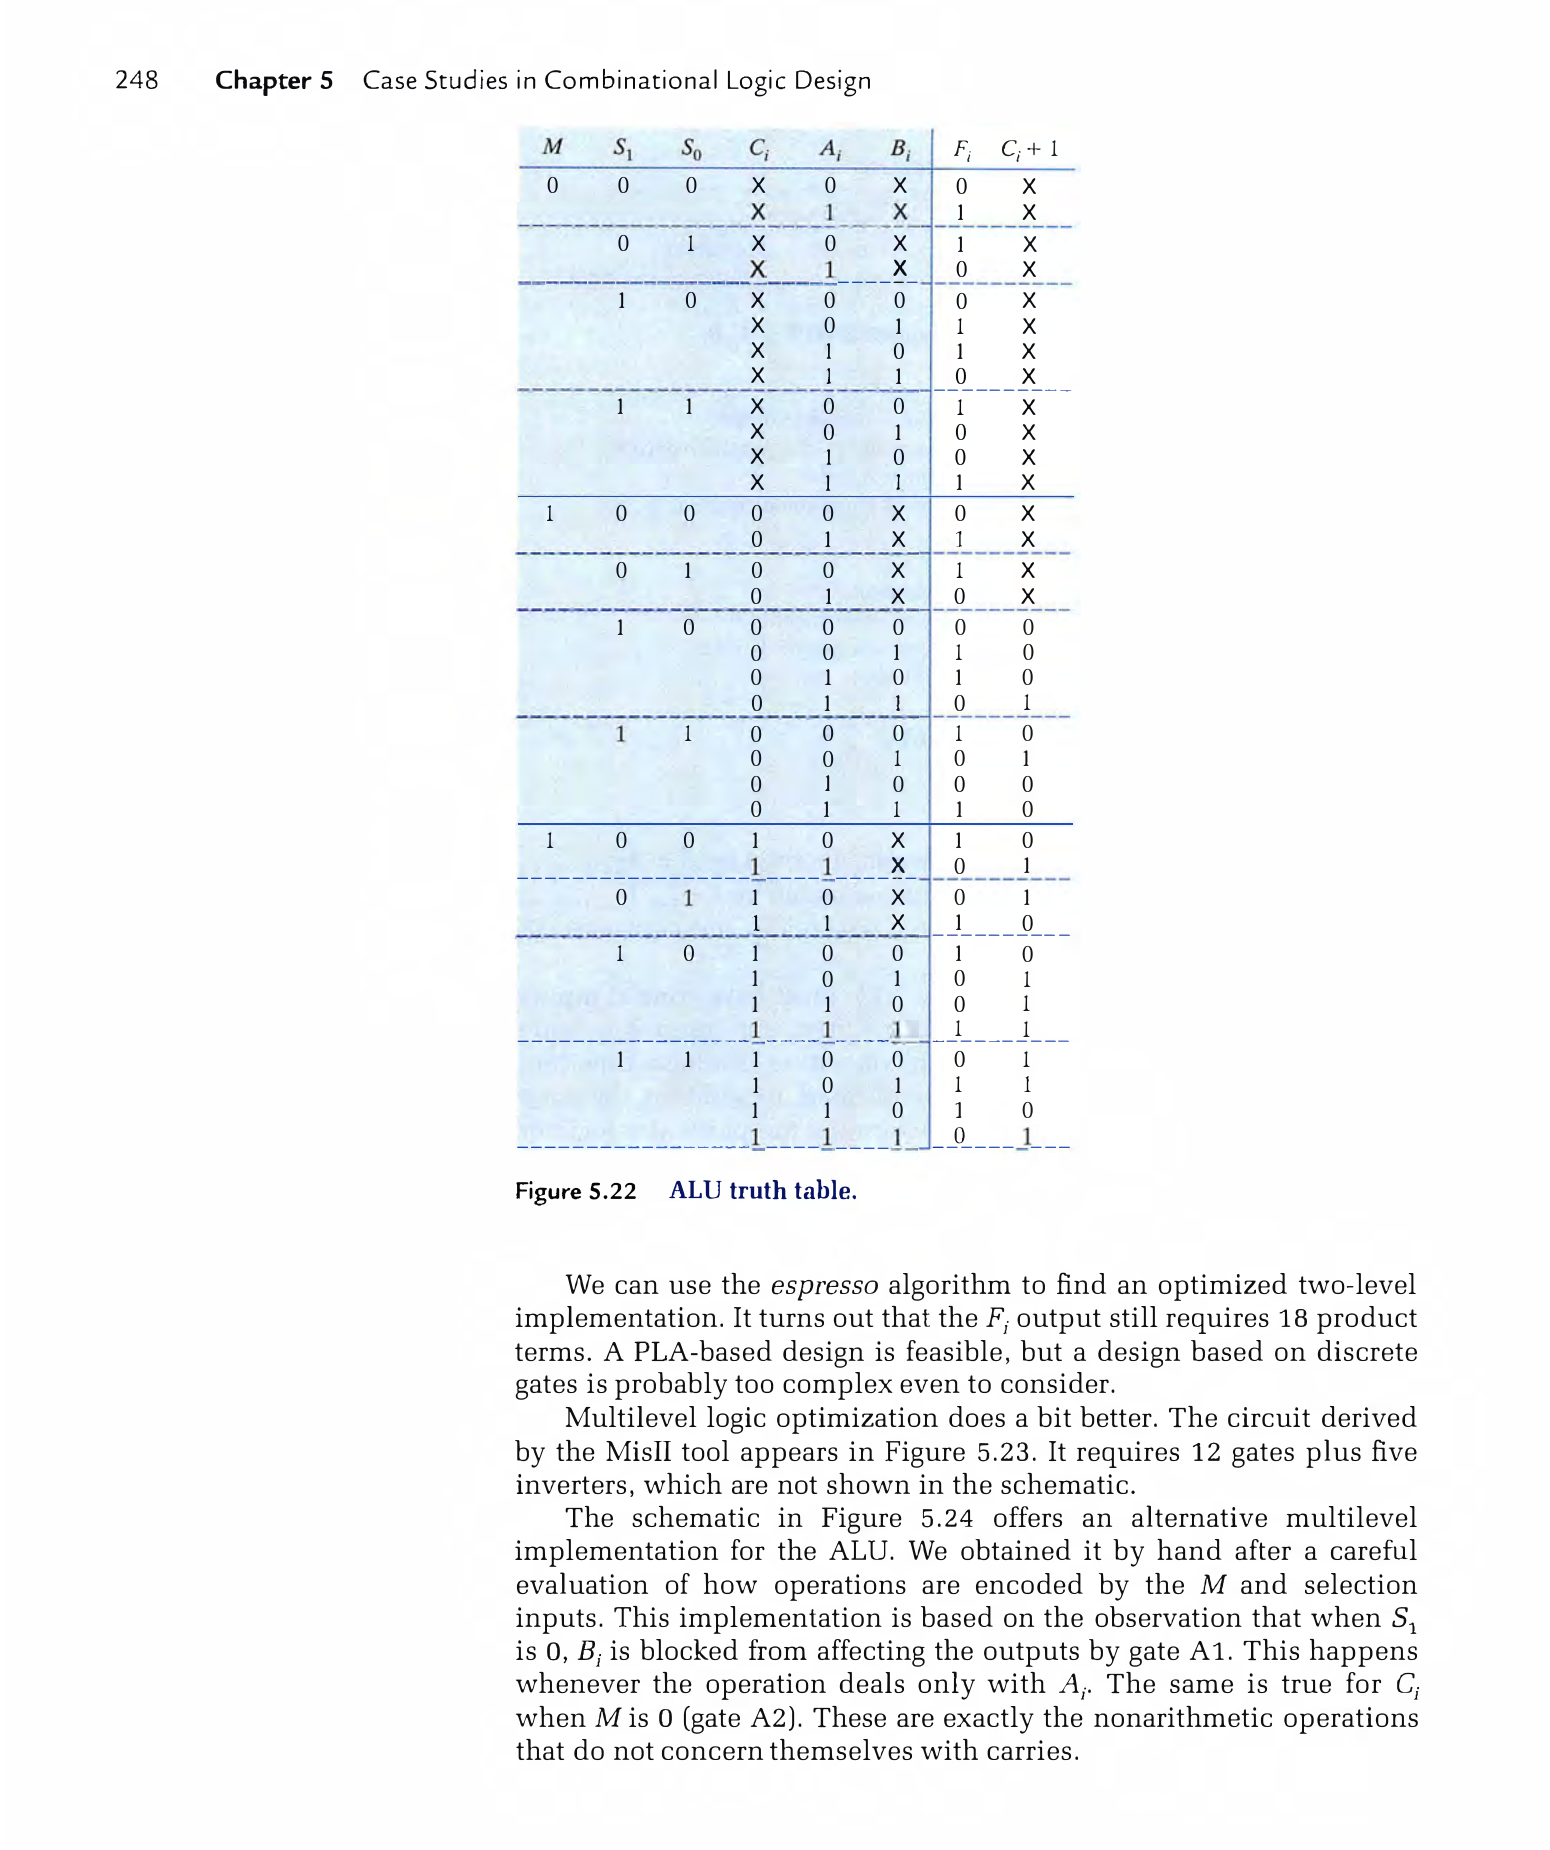 248 Chapter 5 Case Studies in Combinational Logic Design
M S1 S0 Ci Ai Bi Fi Ci + 1
0 0 0 X 0 X 0 X
X 1 X 1 X
0 1 X 0 X 1 X
X 1 X 0 X
1 0 X 0 0 0 X
X 0 1 1 X
X 1 0 1 X
X 1 1 0 X
1 1 X 0 0 1 X
X 0 1 0 X
X 1 0 0 X
X 1 1 1 X
1 0 0 0 0 X 0 X
0 1 X 1 X
0 1 0 0 X 1 X
0 1 X 0 X
1 0 0 0 0 0 0
0 0 1 1 0
0 1 0 1 0
0 1 1 0 1
1 1 0 0 0 1 0
0 0 1 0 1
0 1 0 0 0
0 1 1 1 0
1 0 0 1 0 X 1 0
1 1 X 0 1
0 1 1 0 X 0 1
1 1 X 1 0
1 0 1 0 0 1 0
1 0 1 0 1
1 1 0 0 1
1 1 1 1 1
1 1 1 0 0 0 1
1 0 1 1 1
1 1 0 1 0
1 1 1 0 1
Figure 5.22 ALU truth table.
We can use the espresso algorithm to find an optimized two-level
implementation. It turns out that the Fi output still requires 18 product
terms. A PLA-based design is feasible, but a design based on discrete
gates is probably too complex even to consider.
Multilevel logic optimization does a bit better. The circuit derived
by the MisII tool appears in Figure 5.23. It requires 12 gates plus five
inverters, which are not shown in the schematic.
The schematic in Figure 5.24 offers an alternative multilevel
implementation for the ALU. We obtained it by hand after a careful
evaluation of how operations are encoded by the M and selection
inputs. This implementation is based on the observation that when S1
is 0, Bi is blocked from affecting the outputs by gate A1. This happens
whenever the operation deals only with Ai. The same is true for Ci
when M is 0 (gate A2). These are exactly the nonarithmetic operations
that do not concern themselves with carries.